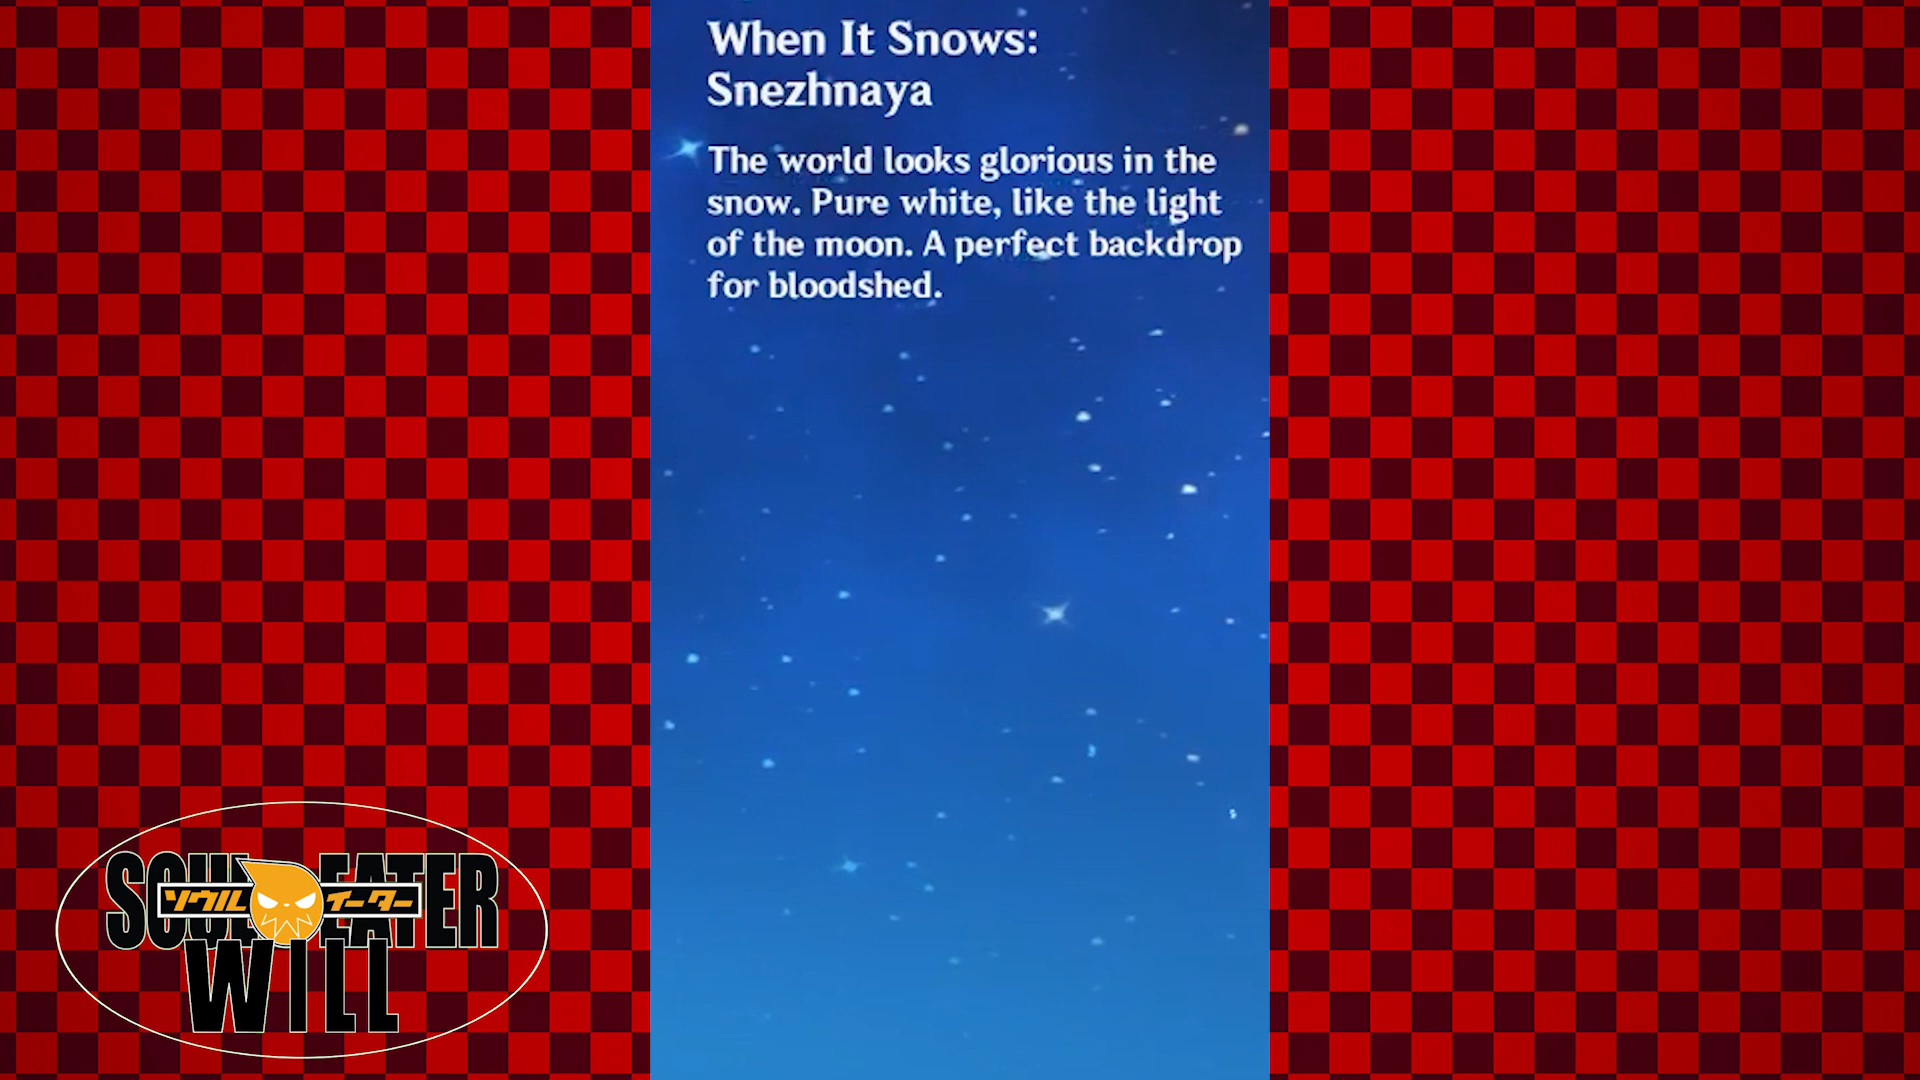 When It Snows:
Snezhnaya
The world looks glorious in the
snow. Pure white, like the light
of the moon. A perfect backdrop
for bloodshed.
SOUL EATER
ソウル イーター
WILL